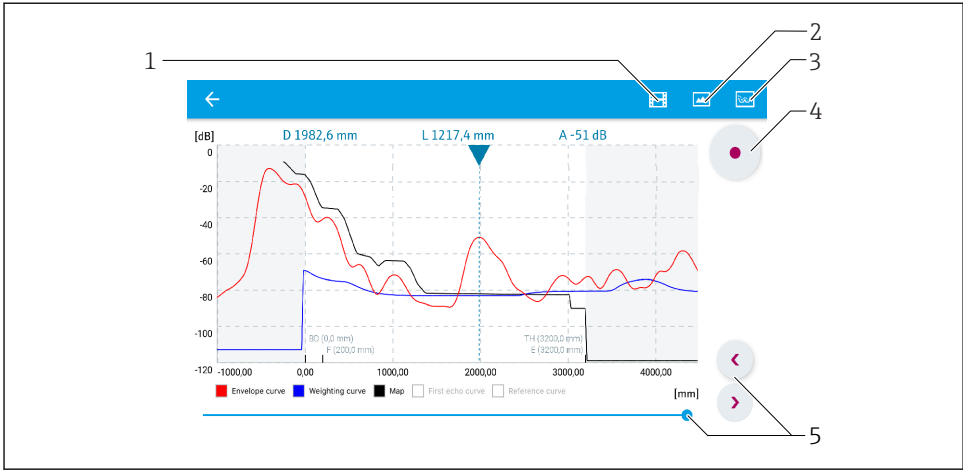 1
2
3
4
D 1982,6 mm L 1217,4 mm A -51 dB
[dB]
0
-20
-40
-60
-80
-100
-120
BD (0,0 mm)
F (200,0 mm)
TH (3200,0 mm)
E (3200,0 mm)
-1000,00 0,00 1000,00 2000,00 3000,00 4000,00
[mm]
Envelope curve Weighting curve Map First echo curve Reference curve
5